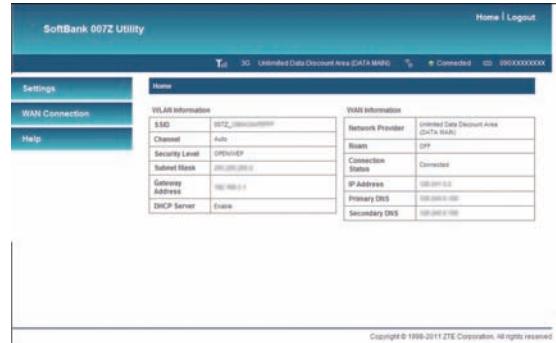 SoftBank 007Z Utility
Home | Logout
3G Unlimited Data Discount Area (DATA MAIN) Connected 090XXXXXXXX
Settings
WAN Connection
Help
Home
WLAN Information
SSID 007Z_
Channel Auto
Security Level OPEN/WEP
Subnet Mask
Gateway Address
DHCP Server Enable
WAN Information
Network Provider Unlimited Data Discount Area (DATA MAIN)
Roam OFF
Connection Status Connected
IP Address
Primary DNS
Secondary DNS
Copyright © 1998-2011 ZTE Corporation. All rights reserved